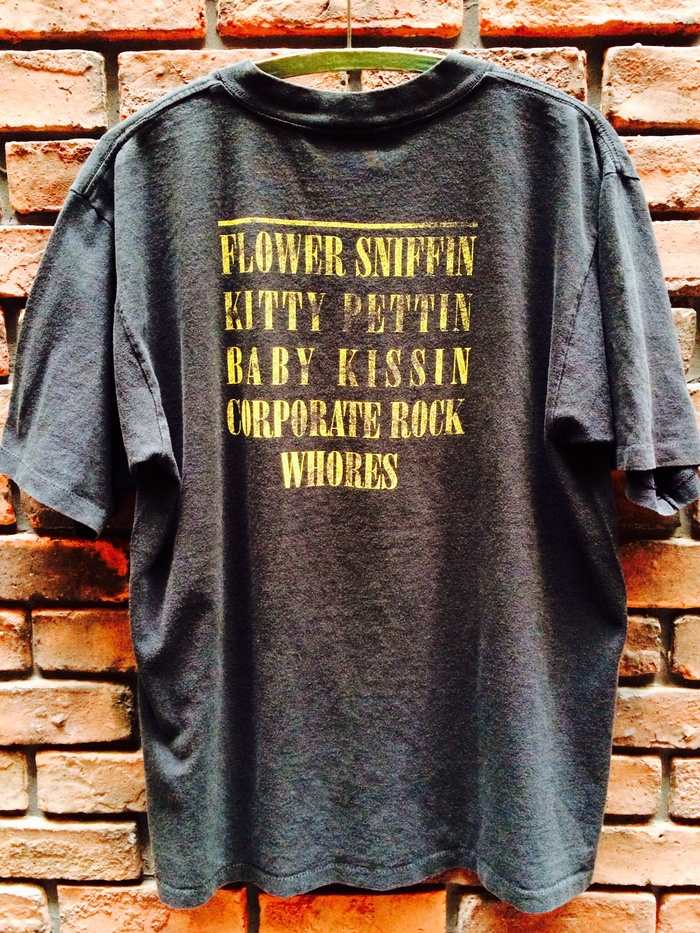 FLOWER SNIFFIN
KITTY PETTIN
BABY KISSIN
CORPORATE ROCK
WHORES